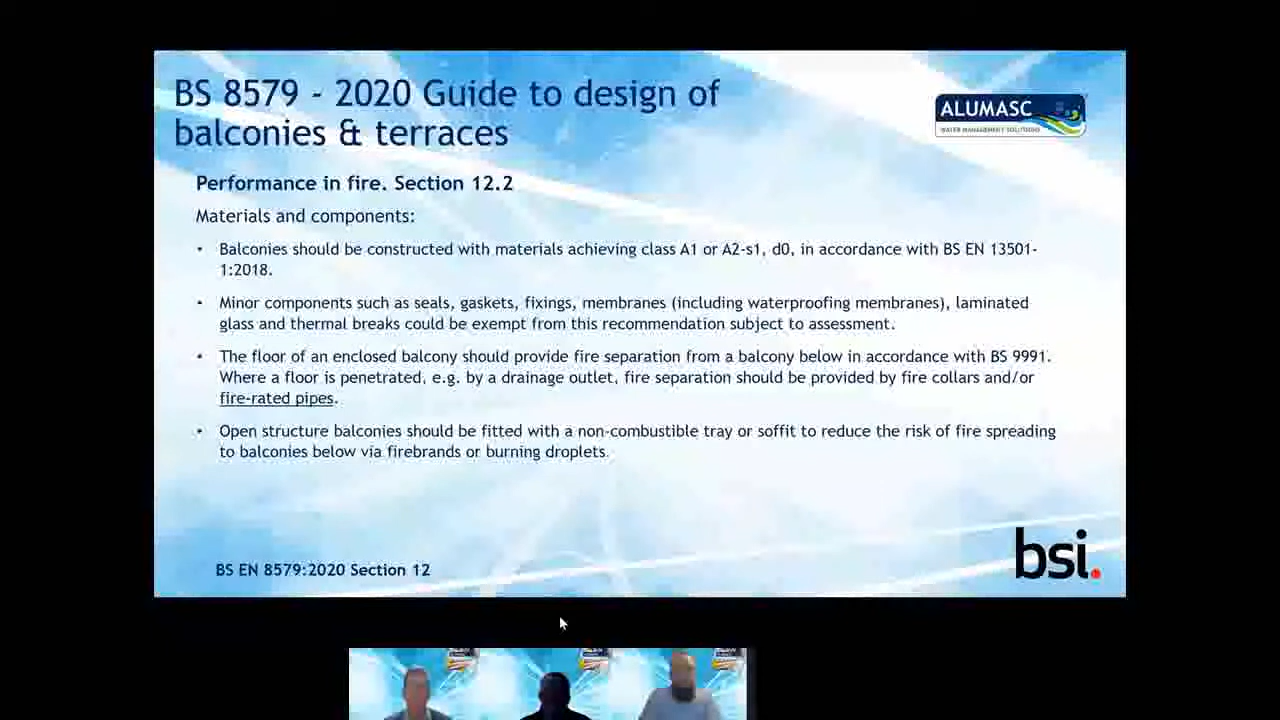 BS 8579 - 2020 Guide to design of
balconies & terraces
ALUMASC
WATER MANAGEMENT SOLUTIONS
Performance in fire. Section 12.2
Materials and components:
• Balconies should be constructed with materials achieving class A1 or A2-s1, d0, in accordance with BS EN 13501-
1:2018.
• Minor components such as seals, gaskets, fixings, membranes (including waterproofing membranes), laminated
glass and thermal breaks could be exempt from this recommendation subject to assessment.
• The floor of an enclosed balcony should provide fire separation from a balcony below in accordance with BS 9991.
Where a floor is penetrated, e.g. by a drainage outlet, fire separation should be provided by fire collars and/or
fire-rated pipes.
• Open structure balconies should be fitted with a non-combustible tray or soffit to reduce the risk of fire spreading
to balconies below via firebrands or burning droplets.
BS EN 8579:2020 Section 12
bsi.